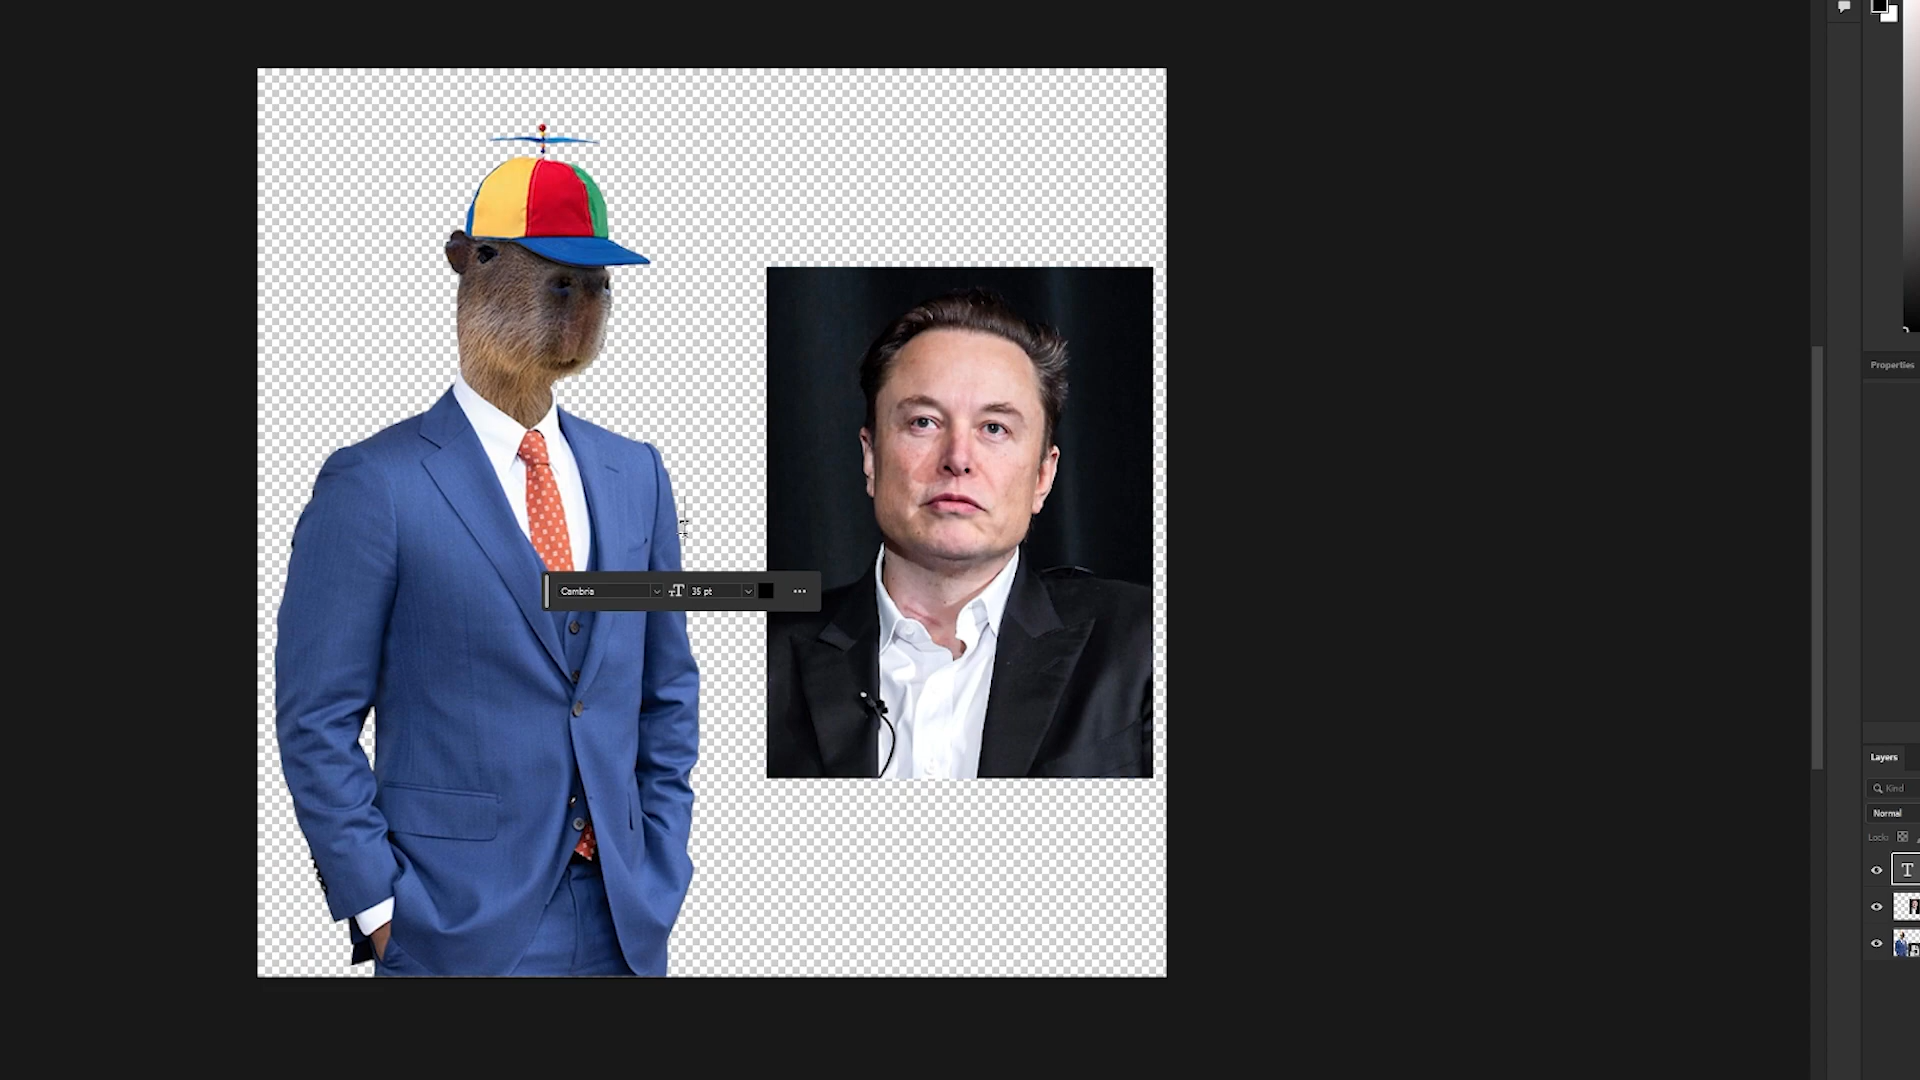 Properties
Cambria
35 pt
Layers
Kind
Normal
Lock: